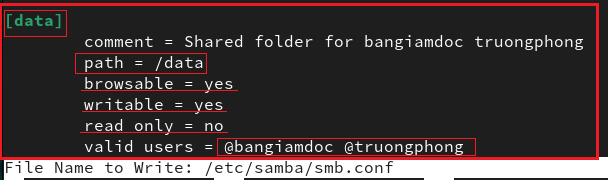 [data]
comment = Shared folder for bangiamdoc truongphong
path = /data
browsable = yes
writable = yes
read only = no
valid users = @bangiamdoc @truongphong
File Name to Write: /etc/samba/smb.conf